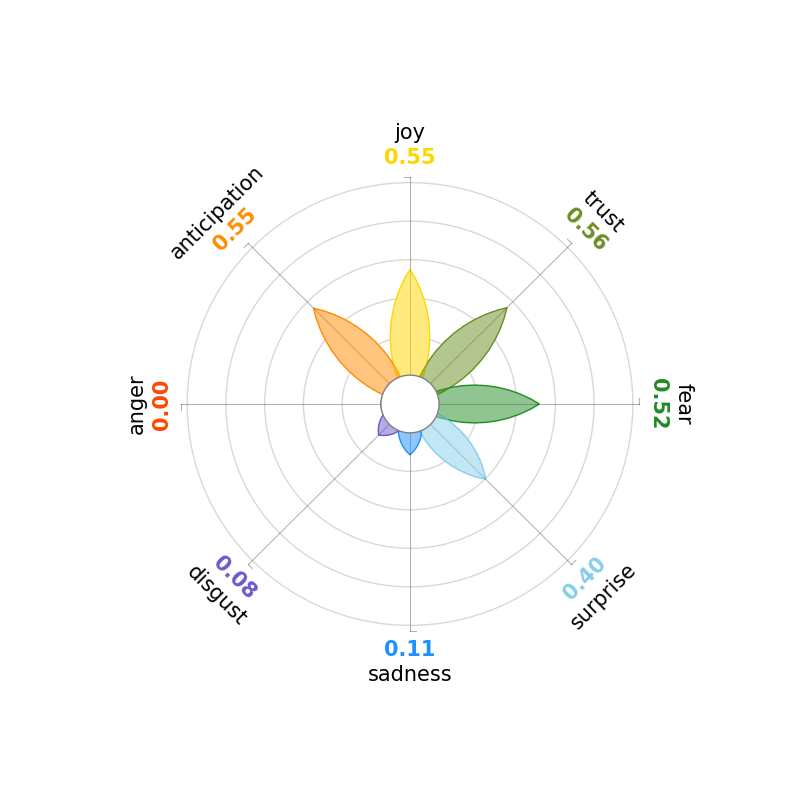 joy
0.55
trust
0.56
fear
0.52
surprise
0.40
0.11
sadness
disgust
0.08
anger
0.00
anticipation
0.55